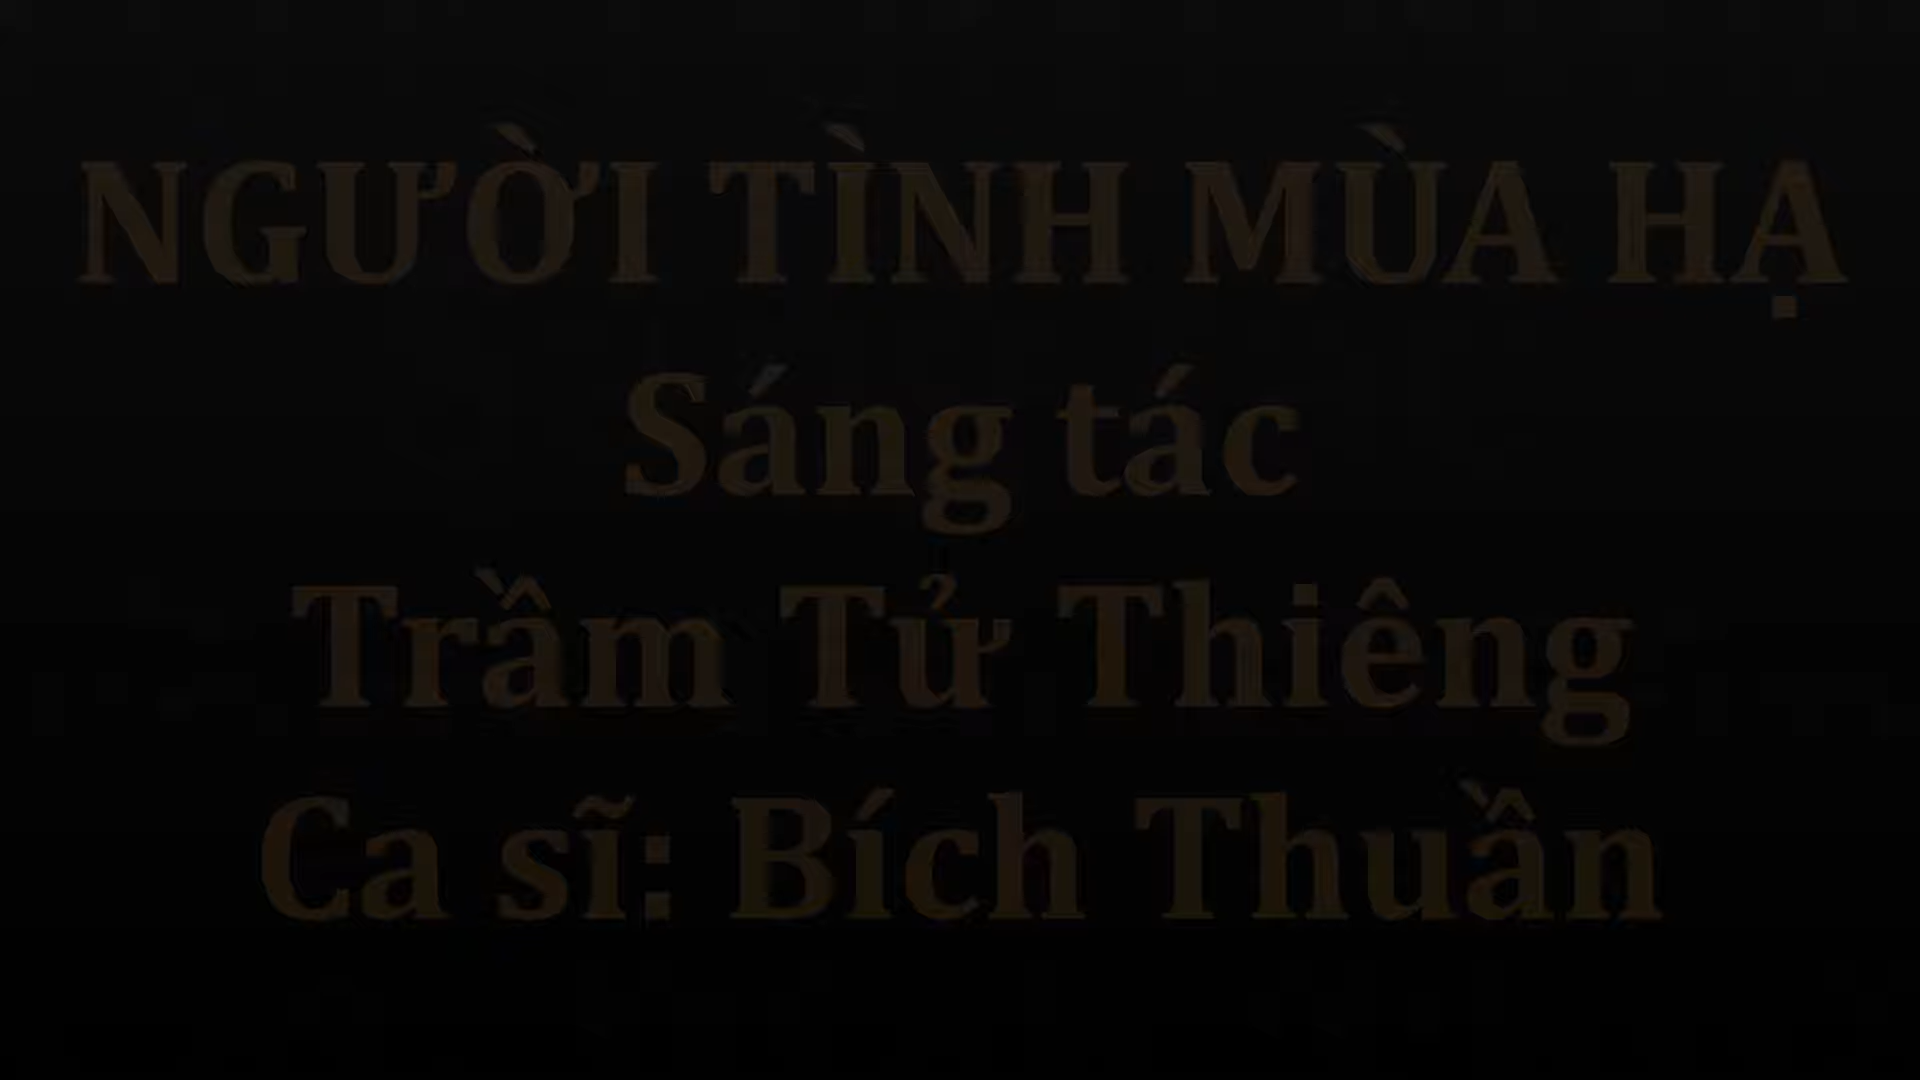 NGƯỜI TÌNH MÙA HẠ
Sáng tác
Trầm Tử Thiêng
Ca sĩ: Bích Thuần